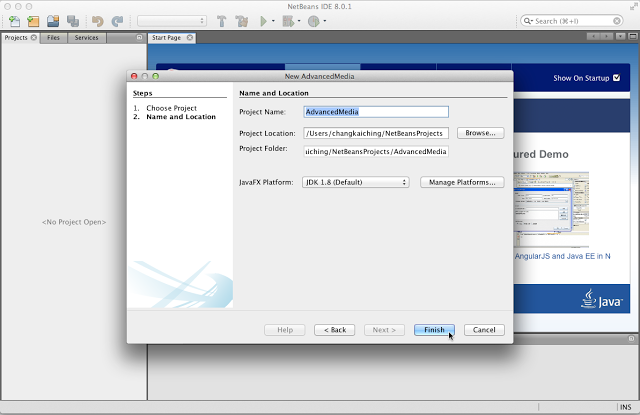 NetBeans IDE 8.0.1
Search (⌘+I)
Projects
Files
Services
Start Page
Show On Startup
New AdvancedMedia
Steps
1. Choose Project
2. Name and Location
Name and Location
Project Name: AdvancedMedia
Project Location: /Users/changkaiching/NetBeansProjects Browse...
Project Folder: iching/NetBeansProjects/AdvancedMedia
JavaFX Platform: JDK 1.8 (Default) Manage Platforms...
<No Project Open>
ured Demo
AngularJS and Java EE in N
Java
Help < Back Next > Finish Cancel
INS